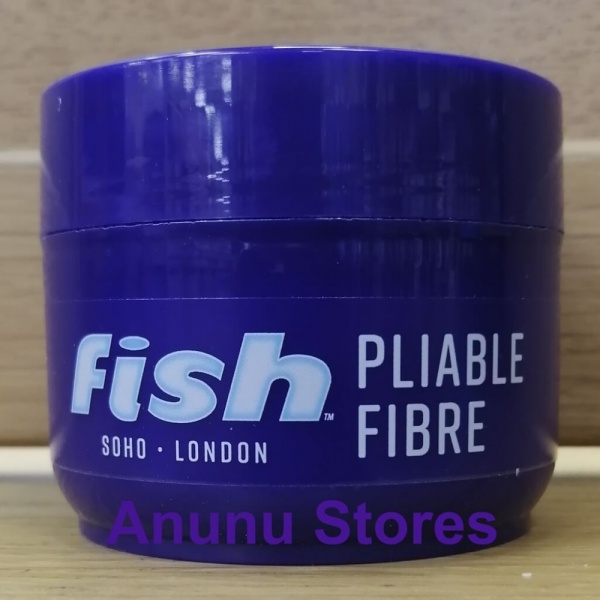 fish™
SOHO · LONDON
PLIABLE
FIBRE
Anunu Stores